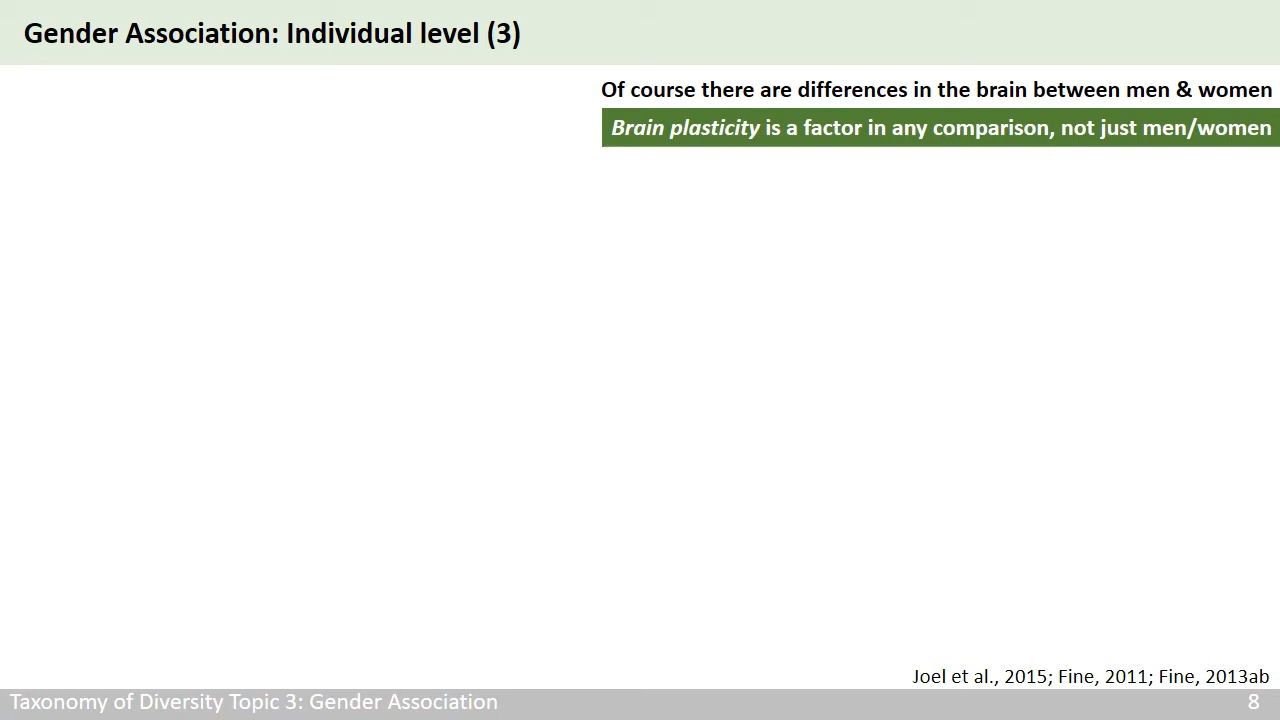 Gender Association: Individual level (3)
Of course there are differences in the brain between men & women
Brain plasticity is a factor in any comparison, not just men/women
Joel et al., 2015; Fine, 2011; Fine, 2013ab
Taxonomy of Diversity Topic 3: Gender Association
8